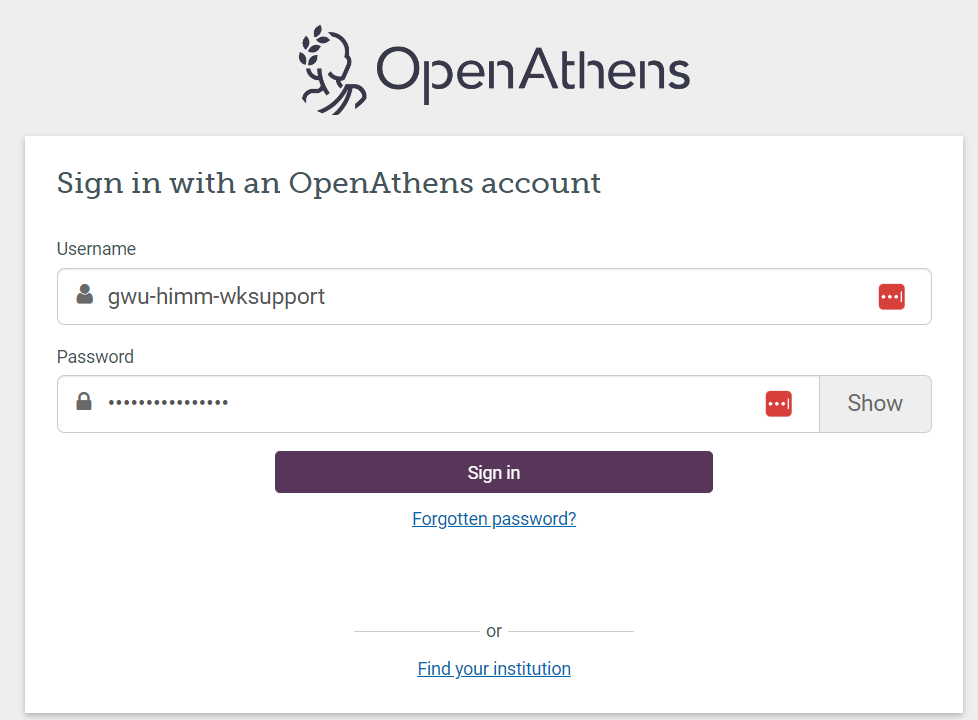 OpenAthens
Sign in with an OpenAthens account
Username
gwu-himm-wksupport
Password
••••••••••••••••
Show
Sign in
Forgotten password?
or
Find your institution